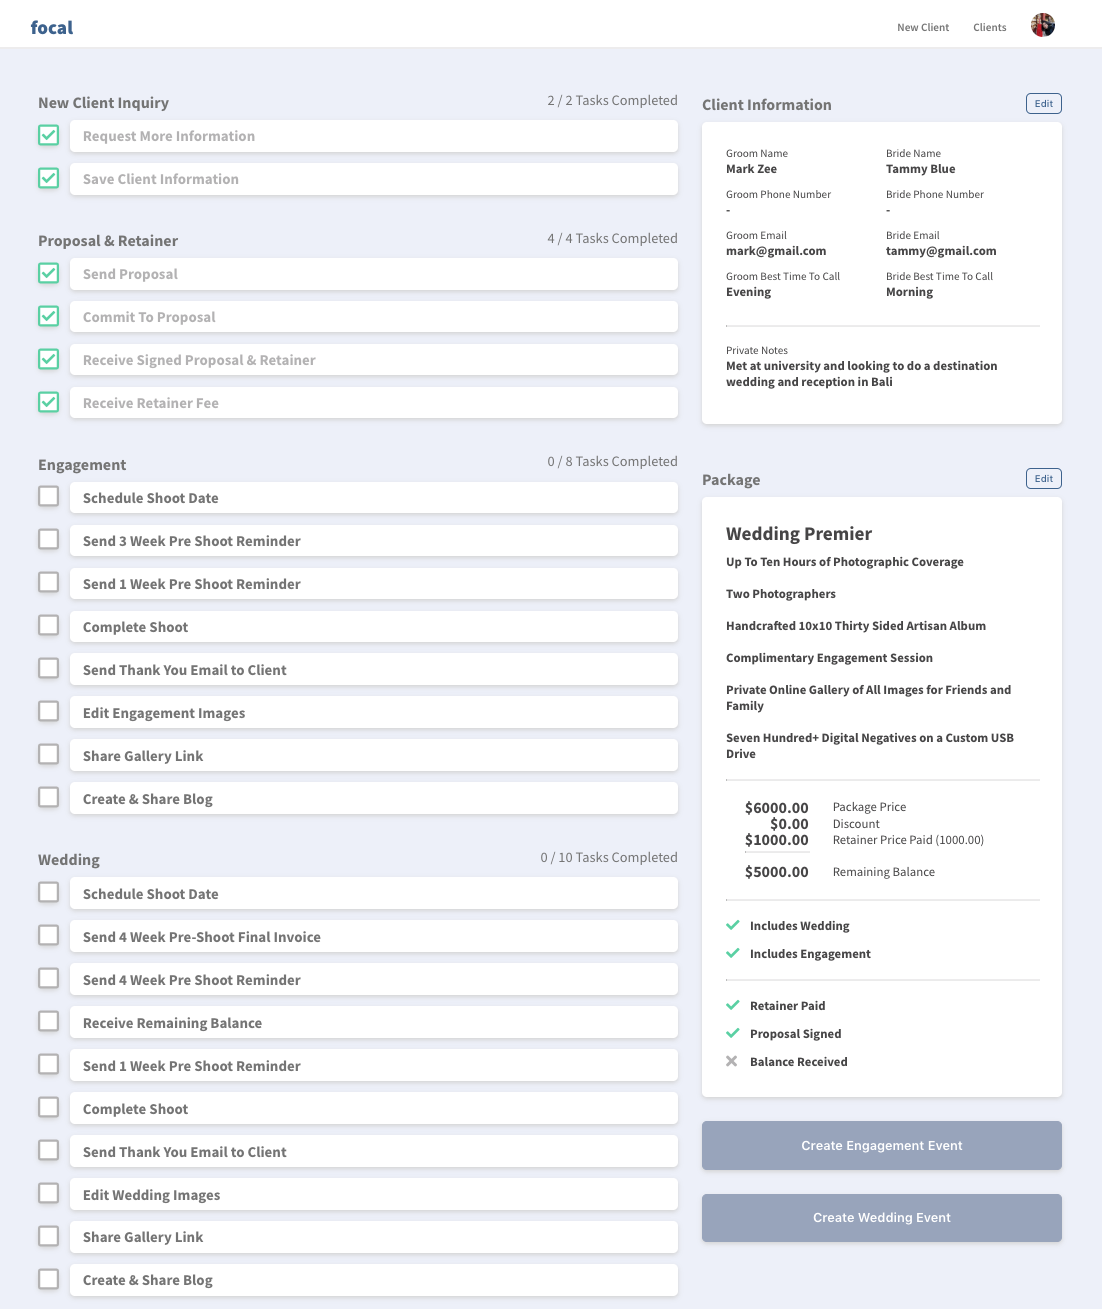 focal
New Client
Clients
New Client Inquiry
2 / 2 Tasks Completed
Request More Information
Save Client Information
Proposal & Retainer
4 / 4 Tasks Completed
Send Proposal
Commit To Proposal
Receive Signed Proposal & Retainer
Receive Retainer Fee
Engagement
0 / 8 Tasks Completed
Schedule Shoot Date
Send 3 Week Pre Shoot Reminder
Send 1 Week Pre Shoot Reminder
Complete Shoot
Send Thank You Email to Client
Edit Engagement Images
Share Gallery Link
Create & Share Blog
Wedding
0 / 10 Tasks Completed
Schedule Shoot Date
Send 4 Week Pre-Shoot Final Invoice
Send 4 Week Pre Shoot Reminder
Receive Remaining Balance
Send 1 Week Pre Shoot Reminder
Complete Shoot
Send Thank You Email to Client
Edit Wedding Images
Share Gallery Link
Create & Share Blog
Client Information
Edit
Groom Name
Mark Zee
Bride Name
Tammy Blue
Groom Phone Number
-
Bride Phone Number
-
Groom Email
mark@gmail.com
Bride Email
tammy@gmail.com
Groom Best Time To Call
Evening
Bride Best Time To Call
Morning
Private Notes
Met at university and looking to do a destination
wedding and reception in Bali
Package
Edit
Wedding Premier
Up To Ten Hours of Photographic Coverage
Two Photographers
Handcrafted 10x10 Thirty Sided Artisan Album
Complimentary Engagement Session
Private Online Gallery of All Images for Friends and
Family
Seven Hundred+ Digital Negatives on a Custom USB
Drive
$6000.00 Package Price
$0.00 Discount
$1000.00 Retainer Price Paid (1000.00)
$5000.00 Remaining Balance
Includes Wedding
Includes Engagement
Retainer Paid
Proposal Signed
Balance Received
Create Engagement Event
Create Wedding Event